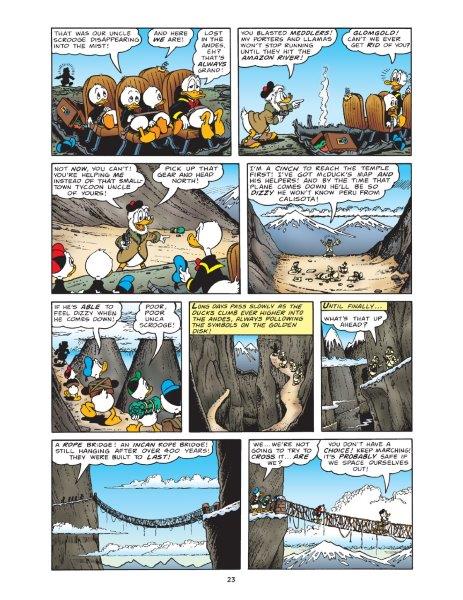 THAT WAS OUR UNCLE
SCROOGE DISAPPEARING
INTO THE MIST!
AND HERE
WE ARE!
LOST
IN THE
ANDES,
EH?
THAT'S
ALWAYS
GRAND!
YOU BLASTED MEDDLERS!
MY PORTERS AND LLAMAS
WON'T STOP RUNNING
UNTIL THEY HIT THE
AMAZON RIVER!
GLOMGOLD!
CAN'T WE EVER
GET RID OF YOU?
NOT NOW, YOU CAN'T!
YOU'RE HELPING ME
INSTEAD OF THAT SMALL-
TOWN TYCOON UNCLE
OF YOURS!
PICK UP THAT
GEAR AND HEAD
NORTH!
I'M A CINCH TO REACH THE TEMPLE
FIRST! I'VE GOT McDUCK'S MAP AND
HIS HELPERS! AND BY THE TIME THAT
PLANE COMES DOWN HE'LL BE SO
DIZZY HE WON'T KNOW PERU FROM
CALISOTA!
IF HE'S ABLE TO
FEEL DIZZY WHEN
HE COMES DOWN!
POOR,
POOR
UNCA
SCROOGE!
LONG DAYS PASS SLOWLY AS THE
DUCKS CLIMB EVER HIGHER INTO
THE ANDES, ALWAYS FOLLOWING
THE SYMBOLS ON THE GOLDEN
DISK!
UNTIL FINALLY...
WHAT'S THAT UP
AHEAD?
A ROPE BRIDGE! AN INCAN ROPE BRIDGE!
STILL HANGING AFTER OVER 400 YEARS!
THEY WERE BUILT TO LAST!
WE... WE'RE NOT
GOING TO TRY TO
CROSS IT... ARE
WE?
YOU DON'T HAVE A
CHOICE! KEEP MARCHING!
IT'S PROBABLY SAFE IF
WE SPACE OURSELVES
OUT!
23